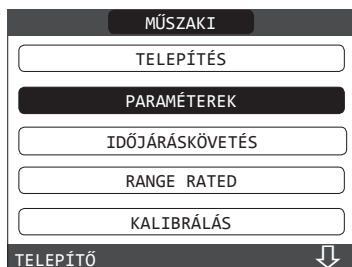 MŰSZAKI
TELEPÍTÉS
PARAMÉTEREK
IDŐJÁRÁSKÖVETÉS
RANGE RATED
KALIBRÁLÁS
TELEPÍTŐ